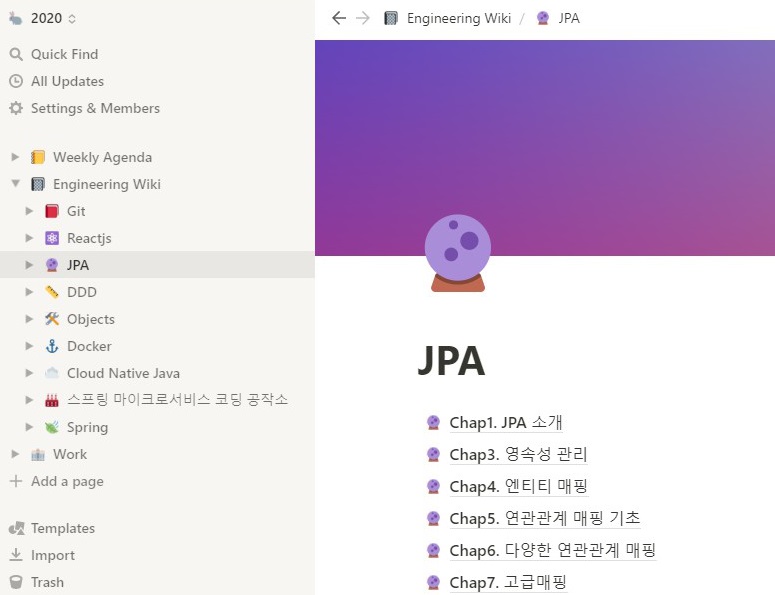 2020
Quick Find
All Updates
Settings & Members
Weekly Agenda
Engineering Wiki
Git
Reactjs
JPA
DDD
Objects
Docker
Cloud Native Java
스프링 마이크로서비스 코딩 공작소
Spring
Work
Add a page
Templates
Import
Trash
Engineering Wiki / JPA
JPA
Chap1. JPA 소개
Chap3. 영속성 관리
Chap4. 엔티티 매핑
Chap5. 연관관계 매핑 기초
Chap6. 다양한 연관관계 매핑
Chap7. 고급매핑